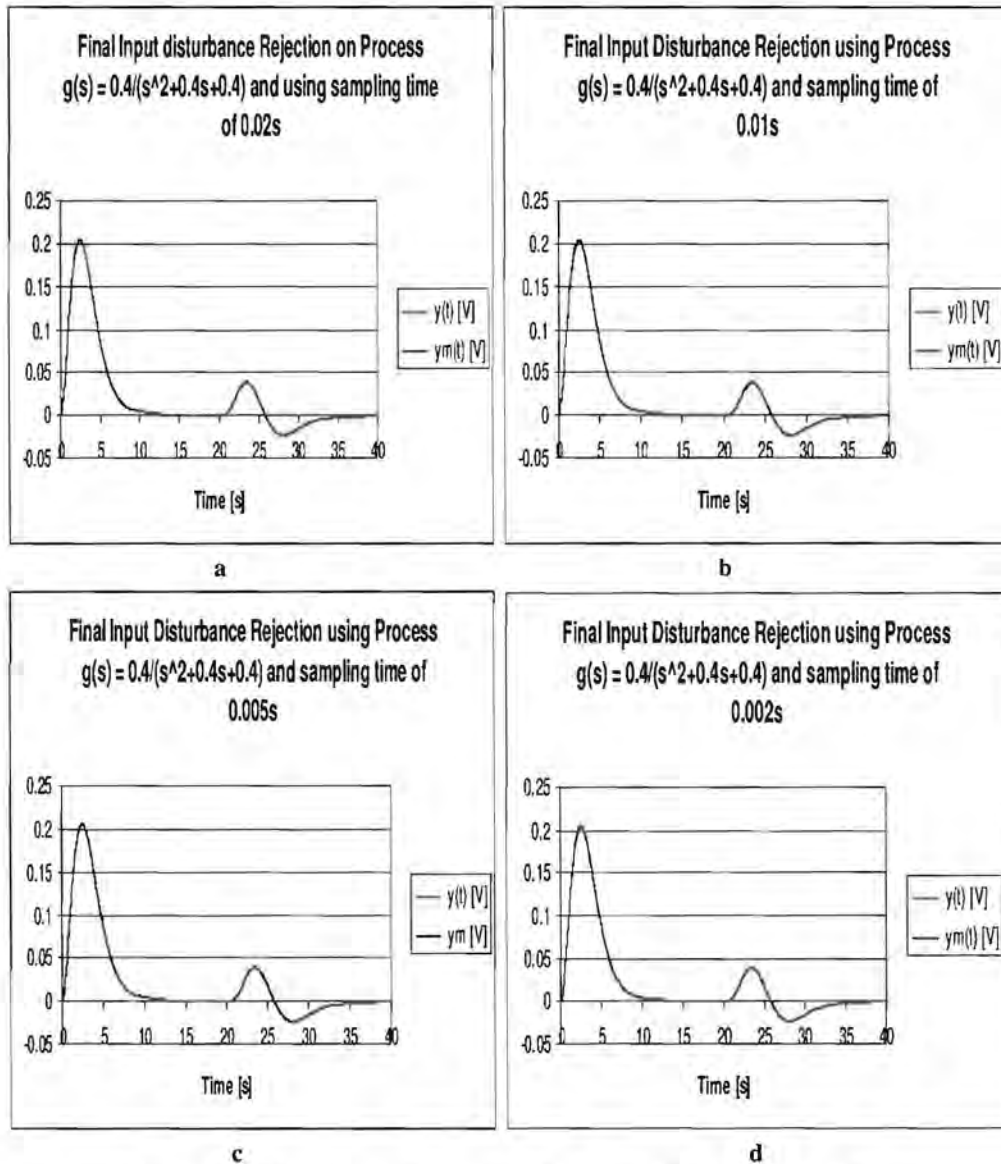 Final Input disturbance Rejection on Process
g(s) = 0.4/(s^2+0.4s+0.4) and using sampling time
of 0.02s
0.25
0.2
0.15
0.1
0.05
0
-0.05
0 5 10 15 20 25 30 35 40
Time [s]
y(t) [V]
ym(t) [V]
a
Final Input Disturbance Rejection using Process
g(s) = 0.4/(s^2+0.4s+0.4) and sampling time of
0.01s
0.25
0.2
0.15
0.1
0.05
0
-0.05
0 5 10 15 20 25 30 35 40
Time [s]
y(t) [V]
ym(t) [V]
b
Final Input Disturbance Rejection using Process
g(s) = 0.4/(s^2+0.4s+0.4) and sampling time of
0.005s
0.25
0.2
0.15
0.1
0.05
0
-0.05
0 5 10 15 20 25 30 35 40
Time [s]
y(t) [V]
ym [V]
c
Final Input Disturbance Rejection using Process
g(s) = 0.4/(s^2+0.4s+0.4) and sampling time of
0.002s
0.25
0.2
0.15
0.1
0.05
0
-0.05
0 5 10 15 20 25 30 35 40
Time [s]
y(t) [V]
ym(t) [V]
d